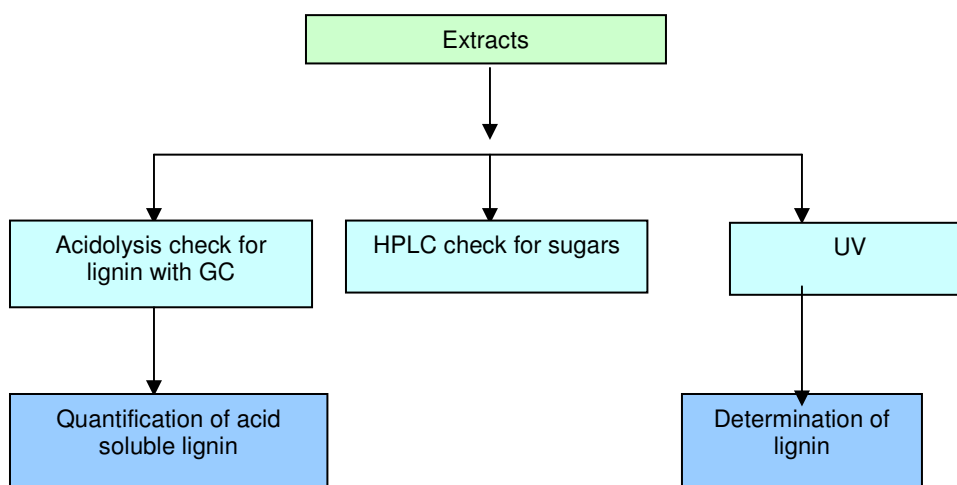 Extracts
Acidolysis check for
lignin with GC
HPLC check for sugars
UV
Quantification of acid
soluble lignin
Determination of
lignin